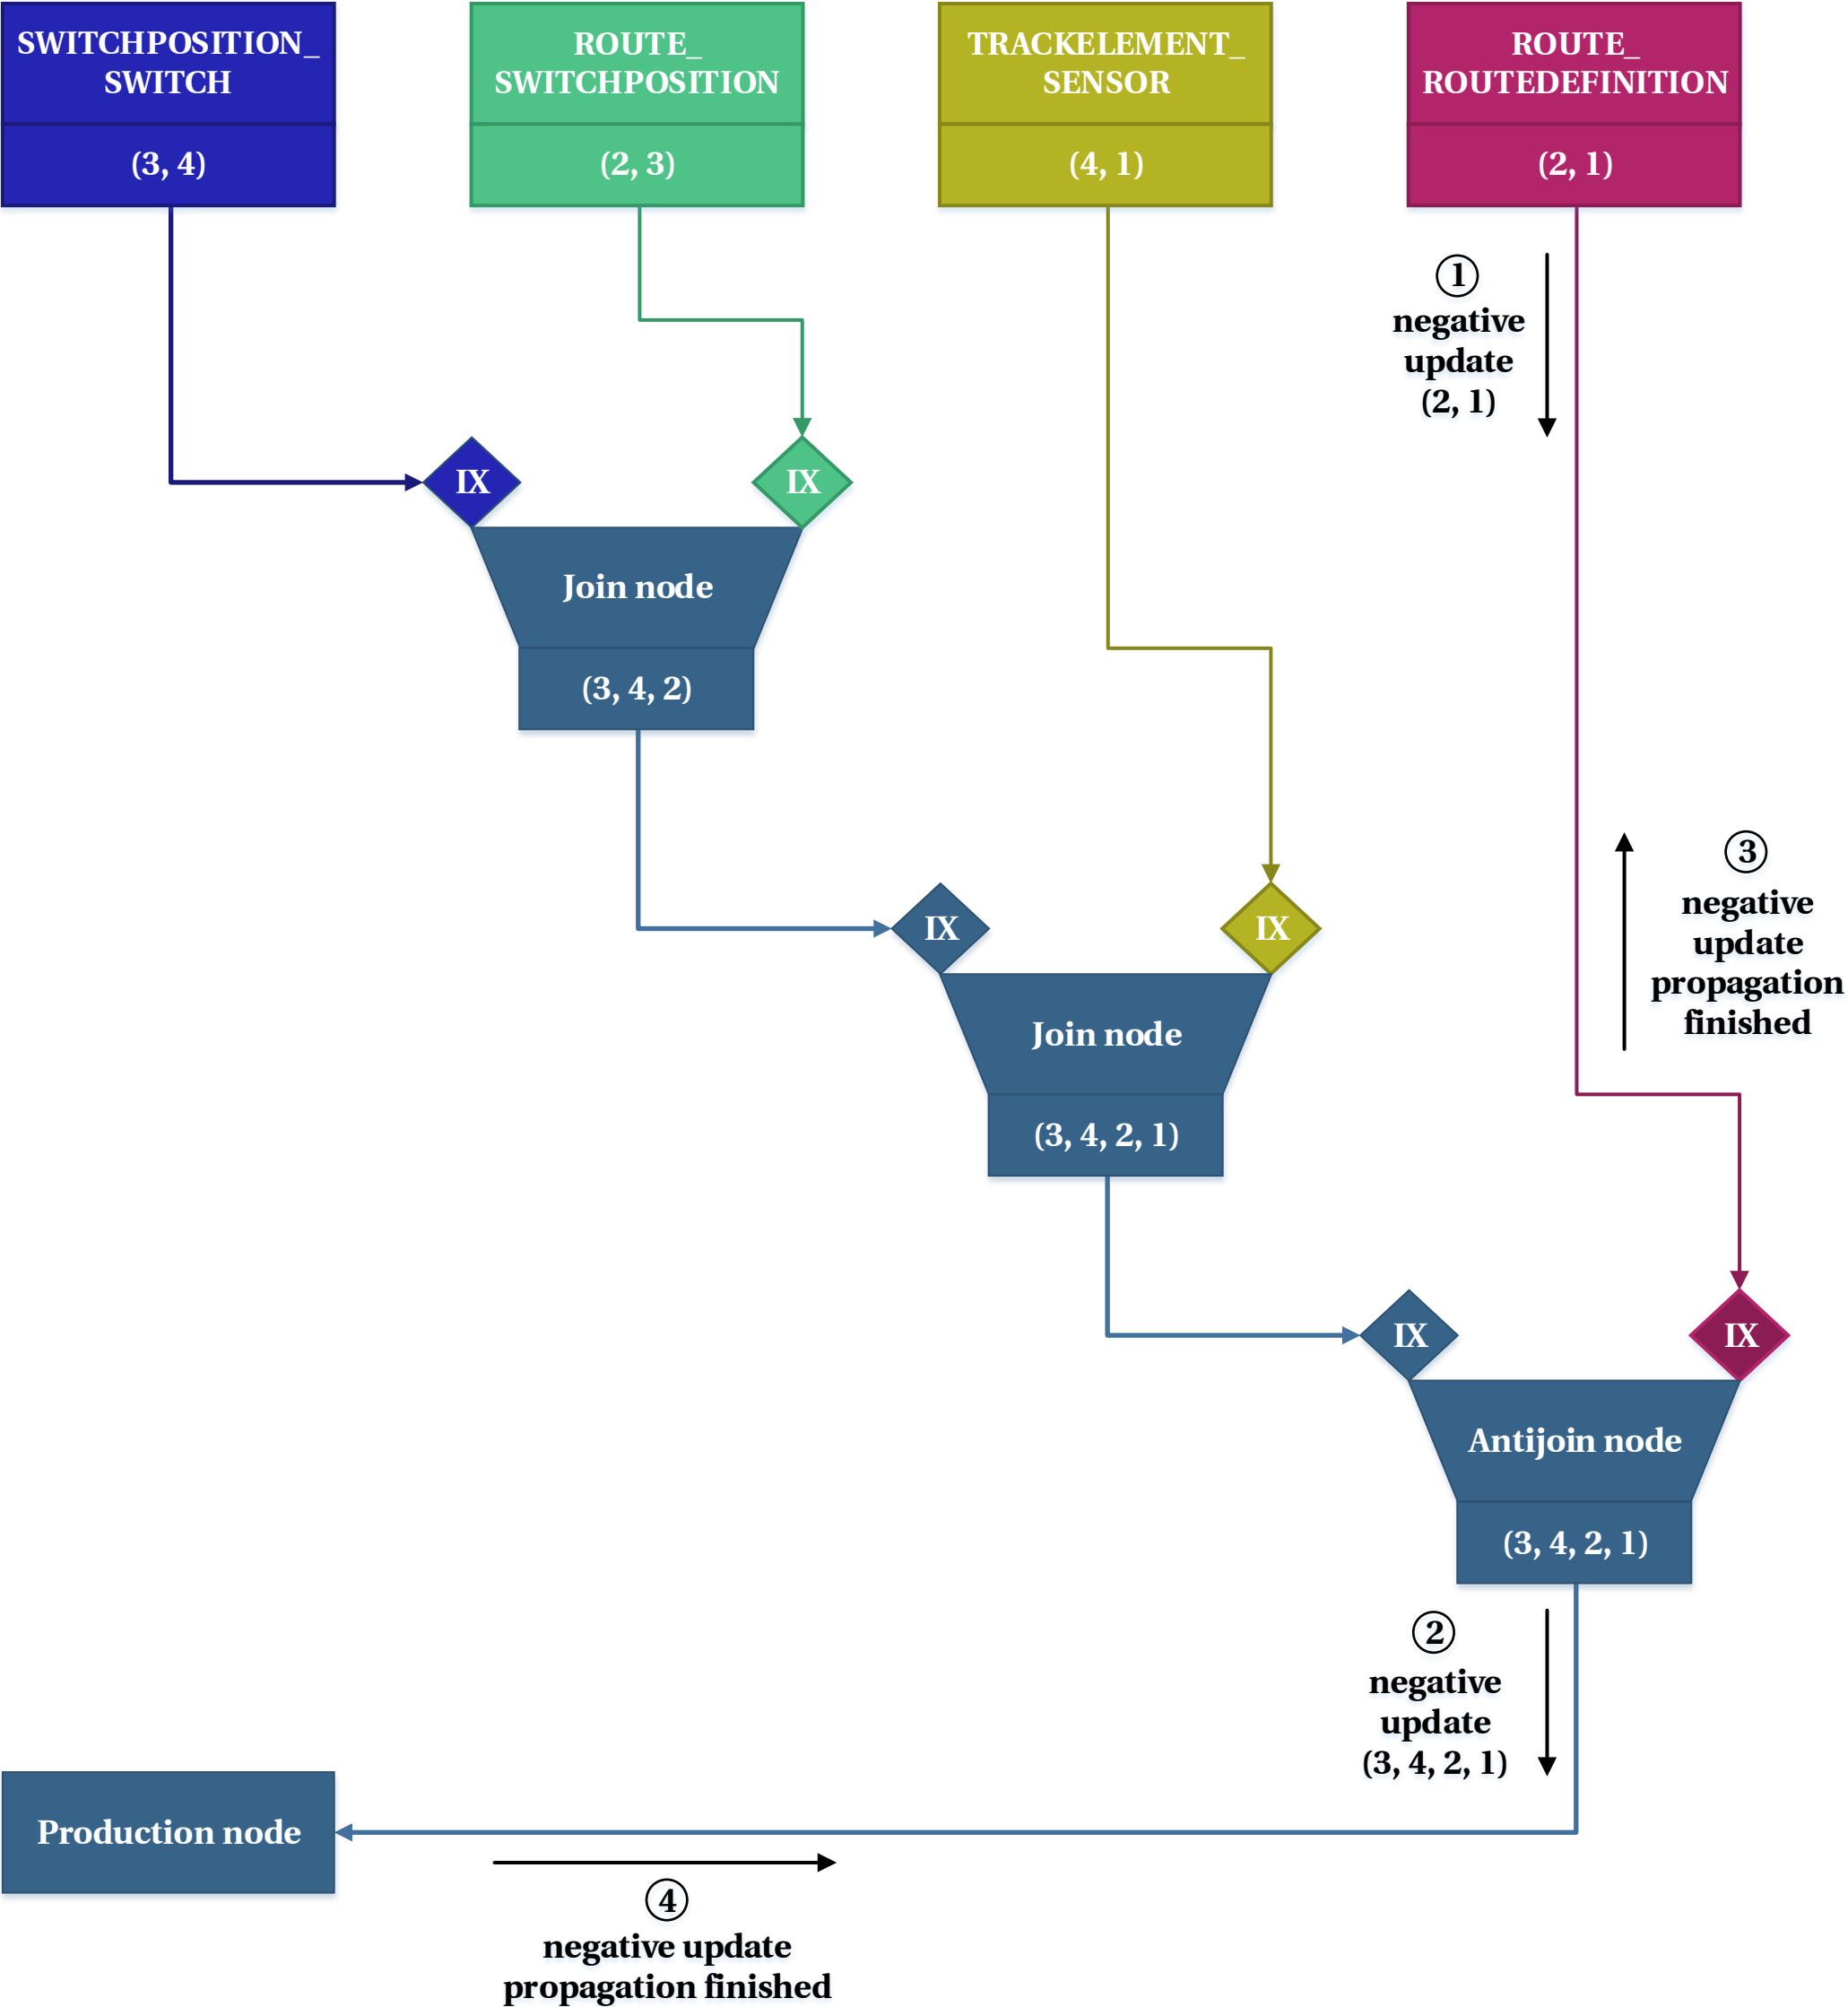 SWITCHPOSITION_
SWITCH
(3, 4)
ROUTE_
SWITCHPOSITION
(2, 3)
TRACKELEMENT_
SENSOR
(4, 1)
ROUTE_
ROUTEDEFINITION
(2, 1)
1
negative
update
(2, 1)
IX
IX
Join node
(3, 4, 2)
3
negative
update
propagation
finished
IX
IX
Join node
(3, 4, 2, 1)
IX
IX
Antijoin node
(3, 4, 2, 1)
2
negative
update
(3, 4, 2, 1)
Production node
4
negative update
propagation finished